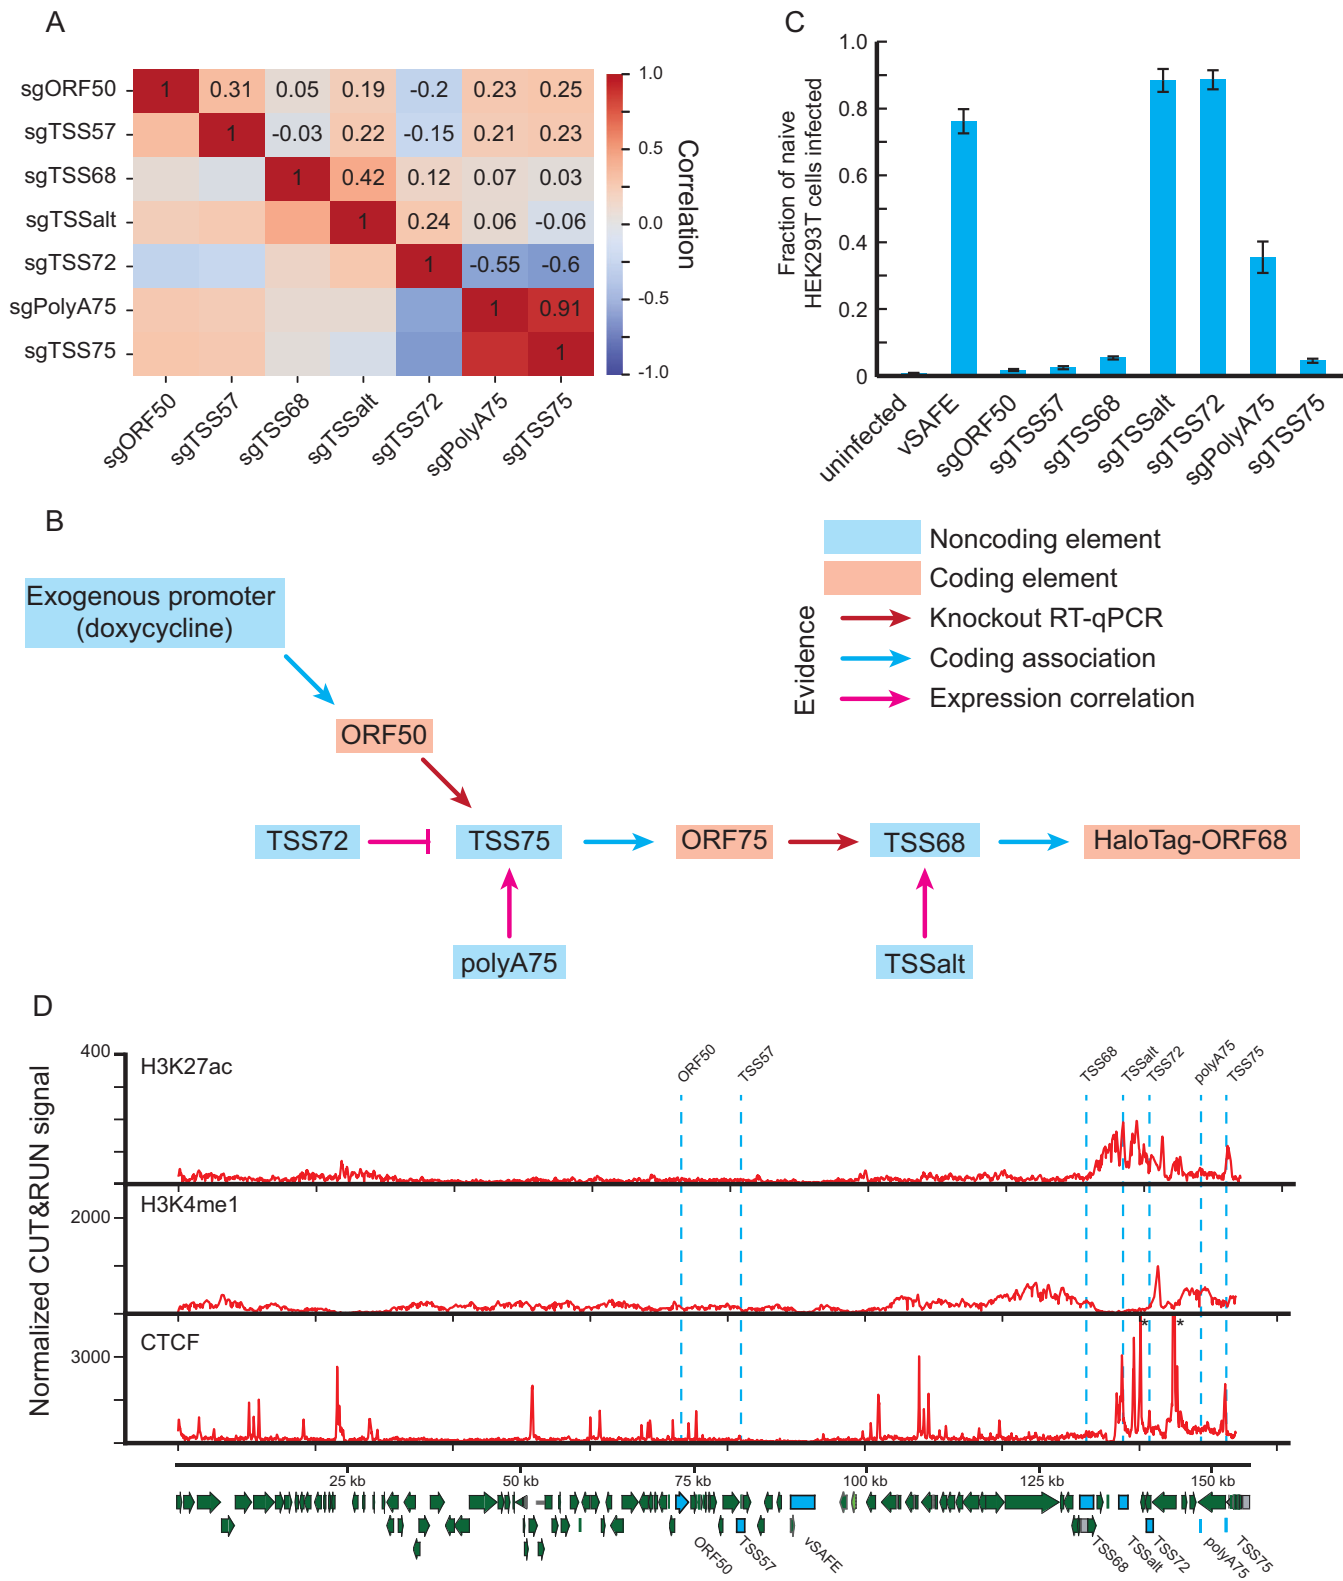 A
sgORF50
1 0.31 0.05 0.19 -0.2 0.23 0.25
sgTSS57
1 -0.03 0.22 -0.15 0.21 0.23
sgTSS68
1 0.42 0.12 0.07 0.03
sgTSSalt
1 0.24 0.06 -0.06
sgTSS72
1 -0.55 -0.6
sgPolyA75
1 0.91
sgTSS75
1
sgORF50
sgTSS57
sgTSS68
sgTSSalt
sgTSS72
sgPolyA75
sgTSS75
1.0
0.5
0.0
-0.5
-1.0
Correlation
C
Fraction of naive
HEK293T cells infected
1.0
0.8
0.6
0.4
0.2
0
uninfected
vSAFE
sgORF50
sgTSS57
sgTSS68
sgTSSalt
sgTSS72
sgPolyA75
sgTSS75
B
Exogenous promoter
(doxycycline)
ORF50
TSS72
TSS75
ORF75
TSS68
HaloTag-ORF68
polyA75
TSSalt
Noncoding element
Coding element
Evidence
Knockout RT-qPCR
Coding association
Expression correlation
D
Normalized CUT&RUN signal
400
H3K27ac
ORF50
TSS57
TSS68
TSSalt
TSS72
polyA75
TSS75
2000
H3K4me1
3000
CTCF
* *
25 kb
50 kb
75 kb
100 kb
125 kb
150 kb
ORF50
TSS57
vSAFE
TSS68
TSSalt
TSS72
polyA75
TSS75